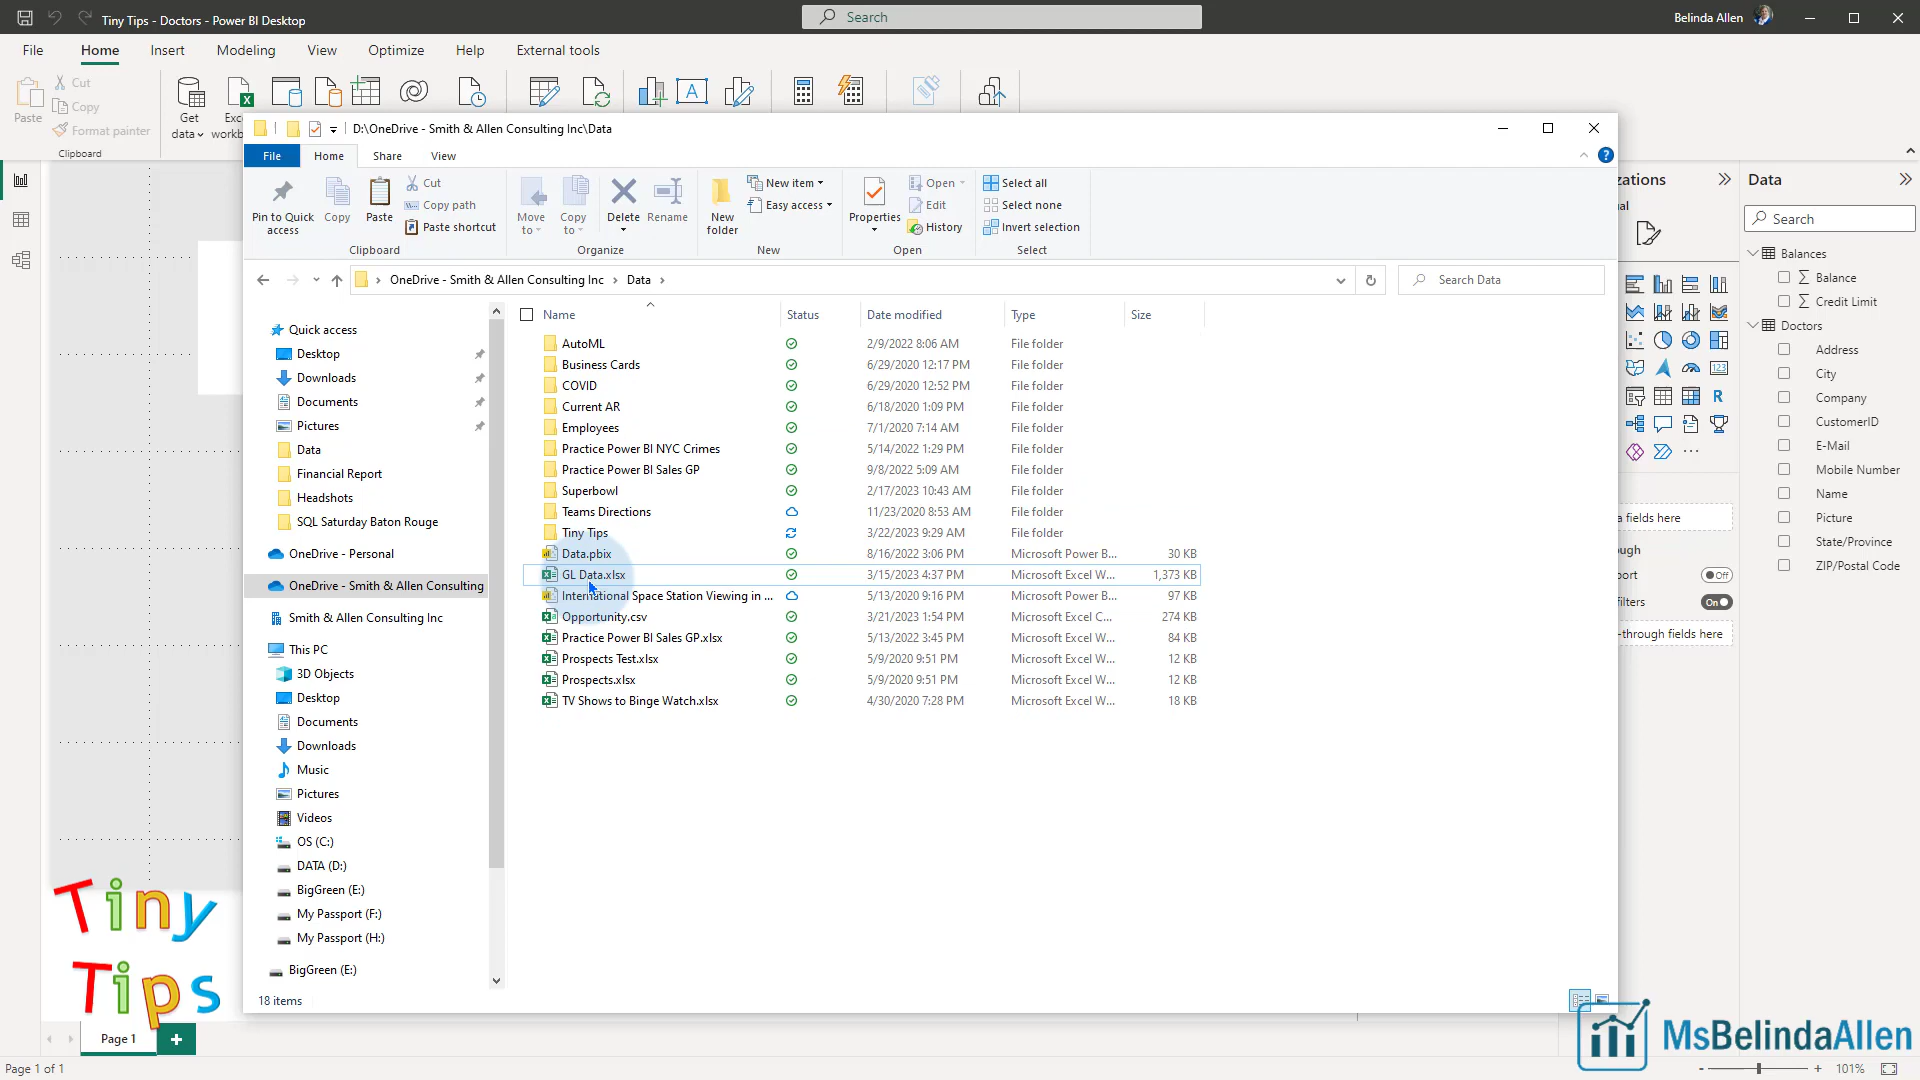 Tiny Tips - Doctors - Power BI Desktop
Search
Belinda Allen
File Home Insert Modeling View Optimize Help External tools
Paste
Cut
Copy
Format painter
Clipboard
Get data
D:\OneDrive - Smith & Allen Consulting Inc\Data
File Home Share View
Pin to Quick access
Copy
Paste
Cut
Copy path
Paste shortcut
Clipboard
Move to
Copy to
Delete
Rename
Organize
New folder
New item
Easy access
New
Properties
Open
Edit
History
Open
Select all
Select none
Invert selection
Select
OneDrive - Smith & Allen Consulting Inc
Data
Search Data
Quick access
Desktop
Downloads
Documents
Pictures
Data
Financial Report
Headshots
SQL Saturday Baton Rouge
OneDrive - Personal
OneDrive - Smith & Allen Consulting
Smith & Allen Consulting Inc
This PC
3D Objects
Desktop
Documents
Downloads
Music
Pictures
Videos
OS (C:)
DATA (D:)
BigGreen (E:)
My Passport (F:)
My Passport (H:)
BigGreen (E:)
18 items
Name Status Date modified Type Size
AutoML 2/9/2022 8:06 AM File folder
Business Cards 6/29/2020 12:17 PM File folder
COVID 6/29/2020 12:52 PM File folder
Current AR 6/18/2020 1:09 PM File folder
Employees 7/1/2020 7:14 AM File folder
Practice Power BI NYC Crimes 5/14/2022 1:29 PM File folder
Practice Power BI Sales GP 9/8/2022 5:09 AM File folder
Superbowl 2/17/2023 10:43 AM File folder
Teams Directions 11/23/2020 8:53 AM File folder
Tiny Tips 3/22/2023 9:29 AM File folder
Data.pbix 8/16/2022 3:06 PM Microsoft Power B... 30 KB
GL Data.xlsx 3/15/2023 4:37 PM Microsoft Excel W... 1,373 KB
International Space Station Viewing in ... 5/13/2020 9:16 PM Microsoft Power B... 97 KB
Opportunity.csv 3/21/2023 1:54 PM Microsoft Excel C... 274 KB
Practice Power BI Sales GP.xlsx 5/13/2022 3:45 PM Microsoft Excel W... 84 KB
Prospects Test.xlsx 5/9/2020 9:51 PM Microsoft Excel W... 12 KB
Prospects.xlsx 5/9/2020 9:51 PM Microsoft Excel W... 12 KB
TV Shows to Binge Watch.xlsx 4/30/2020 7:28 PM Microsoft Excel W... 18 KB
fields here
On
Off
-through fields here
Data
Search
Balances
Balance
Credit Limit
Doctors
Address
City
Company
CustomerID
E-Mail
Mobile Number
Name
Picture
State/Province
ZIP/Postal Code
Tiny
Tips
Page 1
Page 1 of 1
MsBelindaAllen
101%